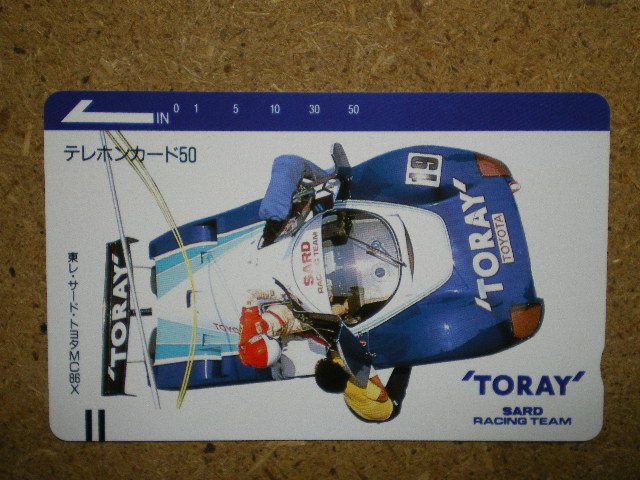 IN
0 1 5 10 30 50
テレホンカード50
東レ・サード・トヨタMC86X
'TORAY'
TOYO
SARD
RACING TEAM
19
'TORAY'
TOYOTA
'TORAY'
SARD
RACING TEAM